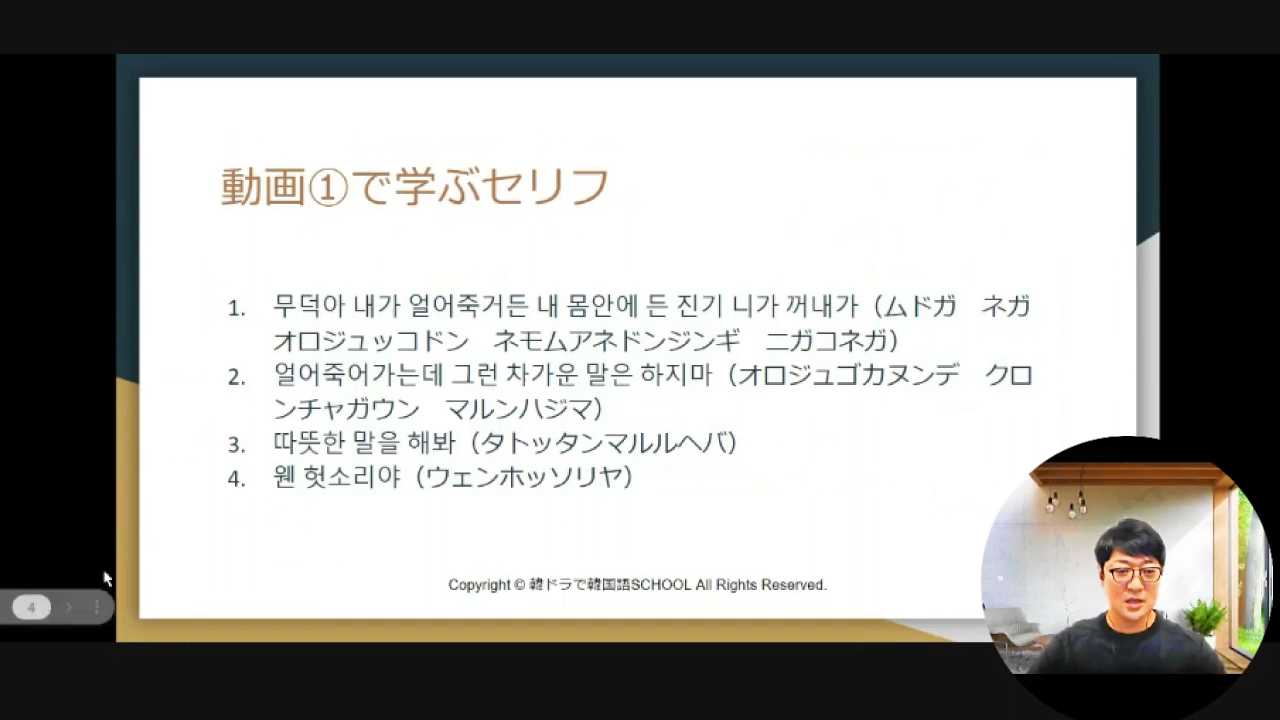 動画①で学ぶセリフ
1. 무덕아 내가 얼어죽거든 내 몸안에 든 진기 니가 꺼내가（ムドガ　ネガ
オロジュッコドン　ネモムアネドンジンギ　ニガコネガ）
2. 얼어죽어가는데 그런 차가운 말은 하지마（オロジュゴカヌンデ　クロ
ンチャガウン　マルンハジマ）
3. 따뜻한 말을 해봐（タトッタンマルルヘバ）
4. 웬 헛소리야（ウェンホッソリヤ）
Copyright © 韓ドラで韓国語SCHOOL All Rights Reserved.
4